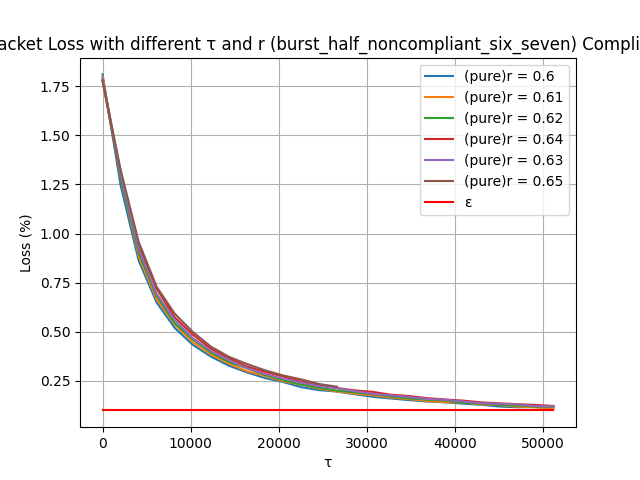 acket Loss with different τ and r (burst_half_noncompliant_six_seven) Compli
1.75
1.50
1.25
1.00
0.75
0.50
0.25
Loss (%)
(pure)r = 0.6
(pure)r = 0.61
(pure)r = 0.62
(pure)r = 0.64
(pure)r = 0.63
(pure)r = 0.65
ε
0 10000 20000 30000 40000 50000
τ